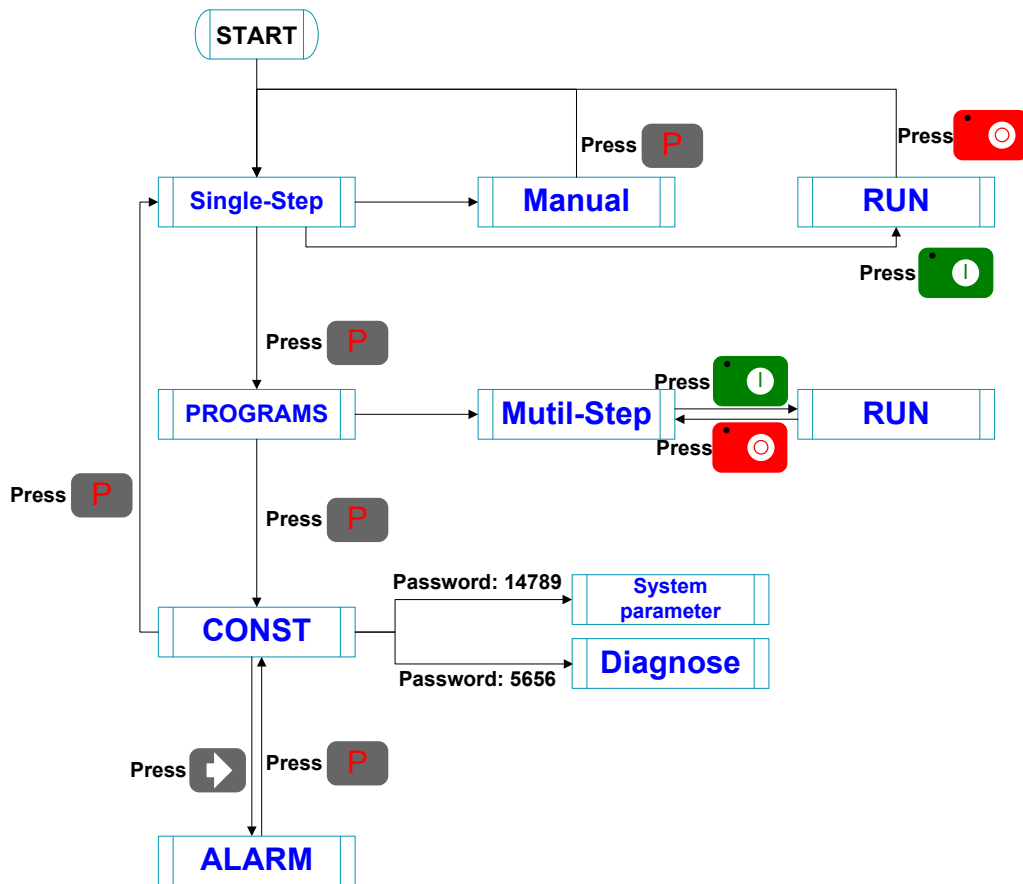 START
Press P
Press O
Single-Step
Manual
RUN
Press I
Press P
Press I
PROGRAMS
Mutil-Step
RUN
Press O
Press P
Press P
Password: 14789
System
parameter
CONST
Diagnose
Password: 5656
Press
Press P
ALARM